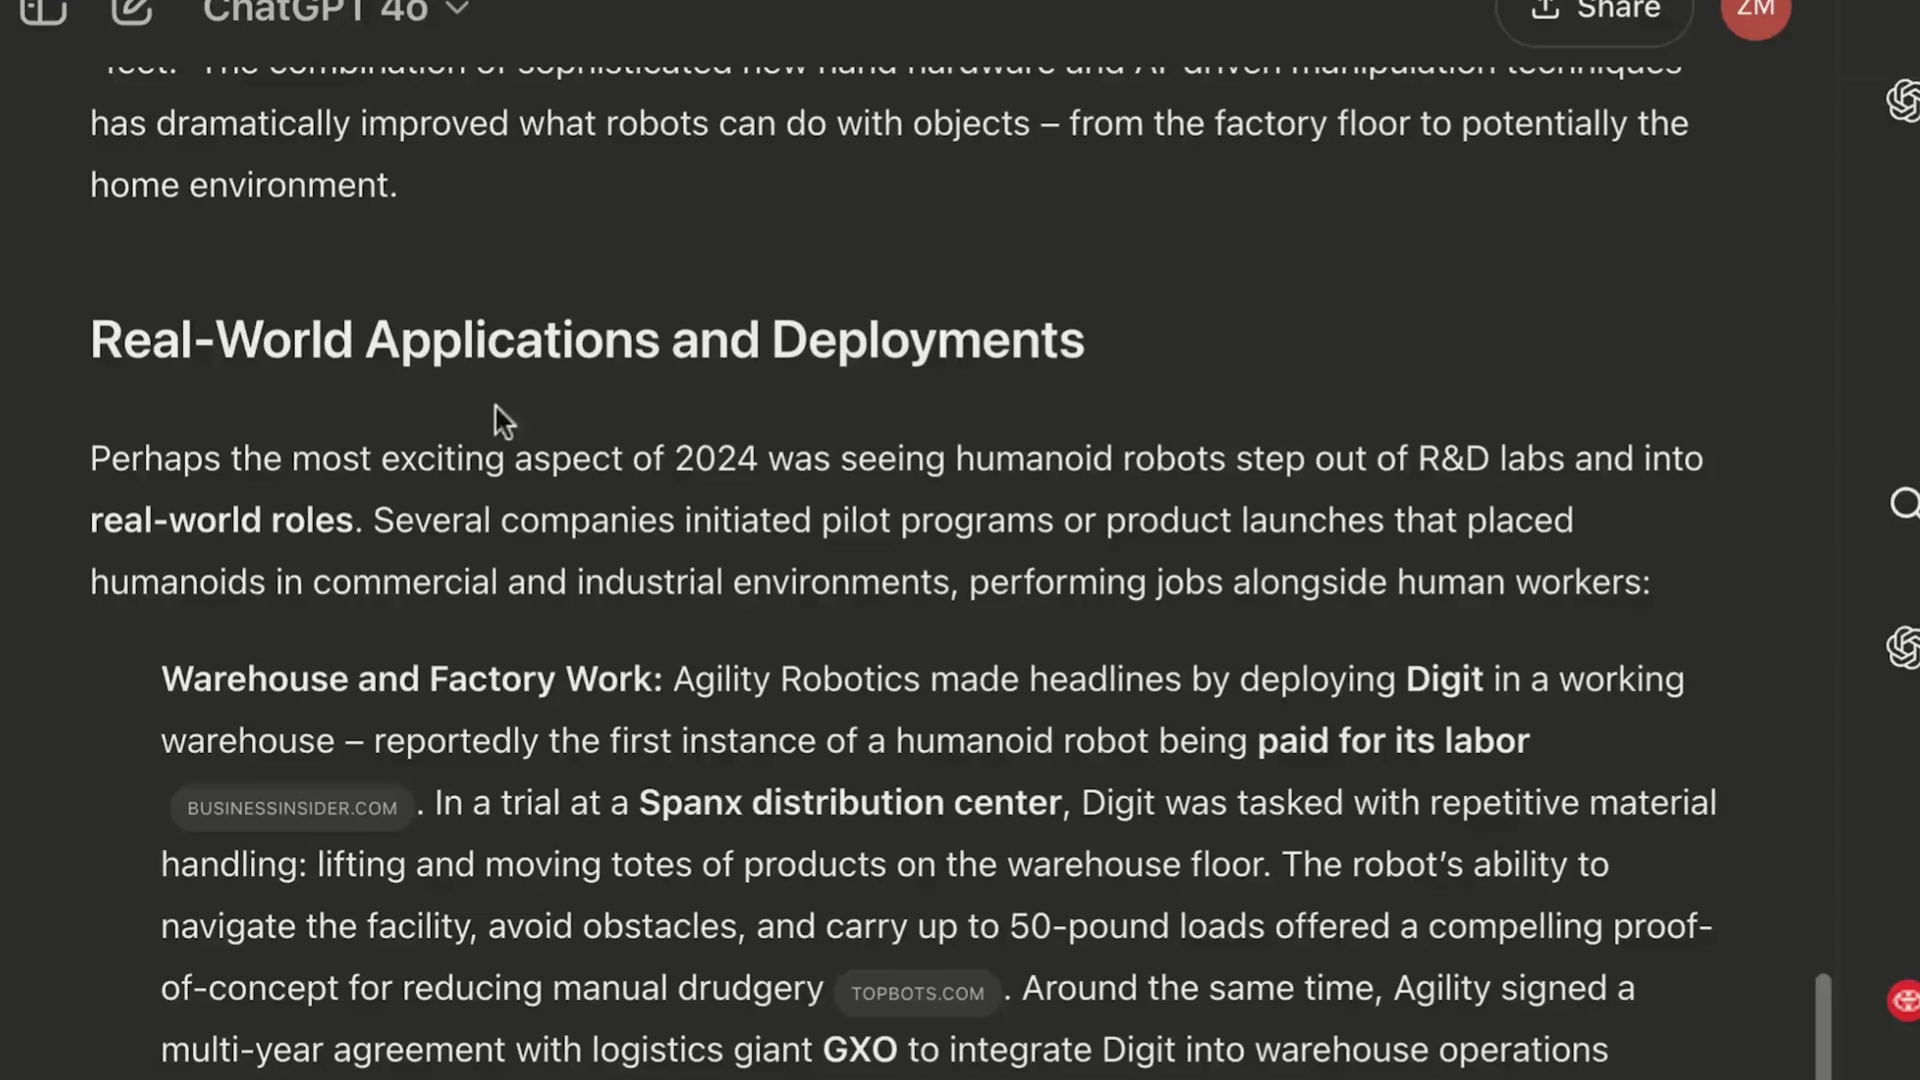 ChatGPT 4o
Share
ZM
feet." The combination of sophisticated new hand hardware and AI-driven manipulation techniques
has dramatically improved what robots can do with objects – from the factory floor to potentially the
home environment.
Real-World Applications and Deployments
Perhaps the most exciting aspect of 2024 was seeing humanoid robots step out of R&D labs and into
real-world roles. Several companies initiated pilot programs or product launches that placed
humanoids in commercial and industrial environments, performing jobs alongside human workers:
Warehouse and Factory Work: Agility Robotics made headlines by deploying Digit in a working
warehouse – reportedly the first instance of a humanoid robot being paid for its labor
BUSINESSINSIDER.COM . In a trial at a Spanx distribution center, Digit was tasked with repetitive material
handling: lifting and moving totes of products on the warehouse floor. The robot’s ability to
navigate the facility, avoid obstacles, and carry up to 50-pound loads offered a compelling proof-
of-concept for reducing manual drudgery TOPBOTS.COM . Around the same time, Agility signed a
multi-year agreement with logistics giant GXO to integrate Digit into warehouse operations